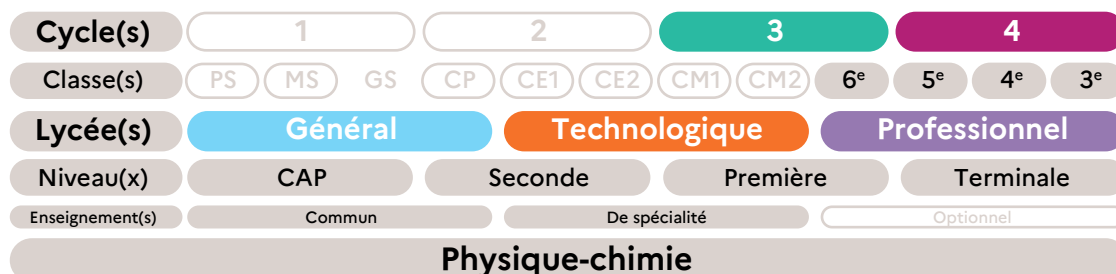 Cycle(s) 1 2 3 4
Classe(s) PS MS GS CP CE1 CE2 CM1 CM2 6e 5e 4e 3e
Lycée(s) Général Technologique Professionnel
Niveau(x) CAP Seconde Première Terminale
Enseignement(s) Commun De spécialité Optionnel
Physique-chimie